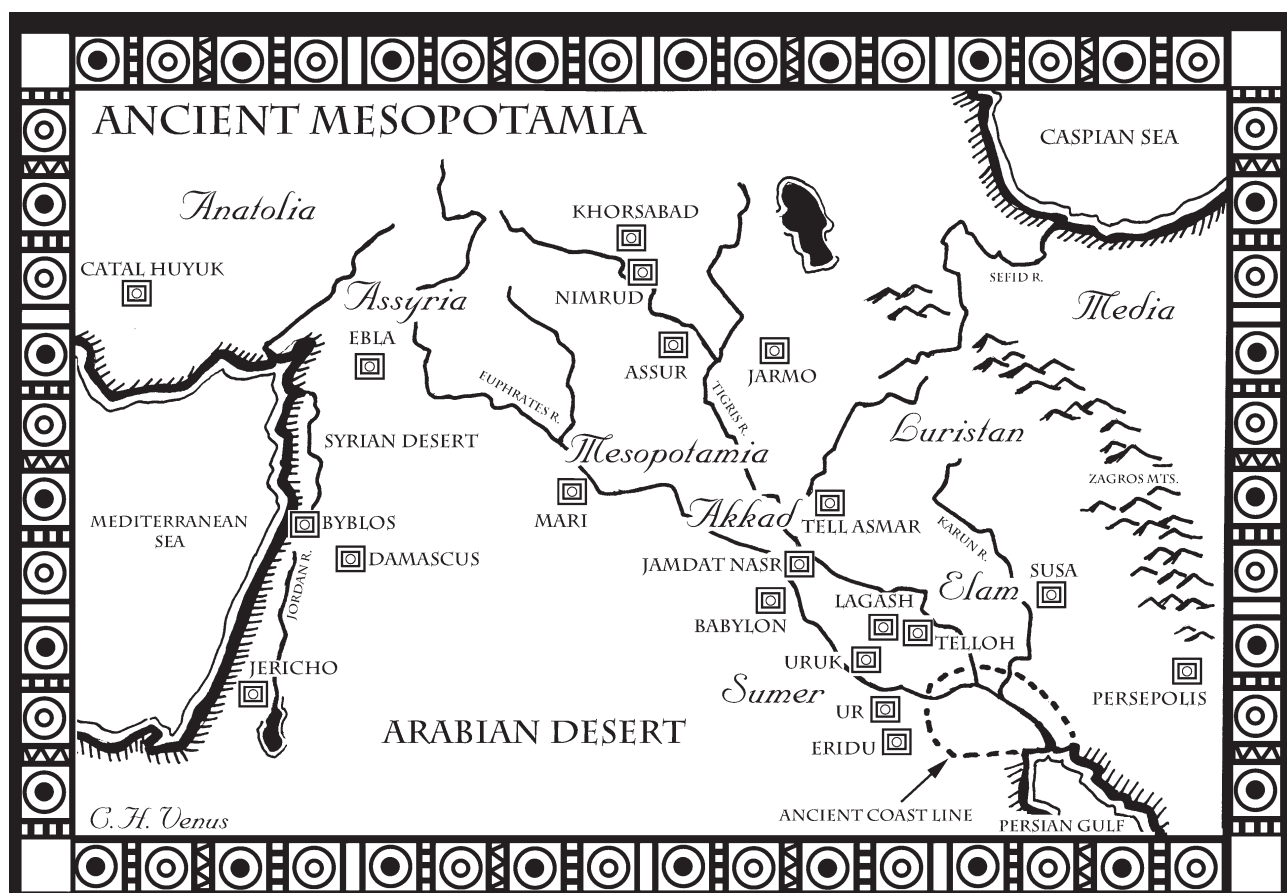 ANCIENT MESOPOTAMIA
CASPIAN SEA
Anatolia
KHORSABAD
CATAL HUYUK
SEFID R.
NIMRUD
Assyria
Media
EBLA
ASSUR
JARMO
EUPHRATES R.
TIGRIS R.
Luristan
SYRIAN DESERT
Mesopotamia
ZAGROS MTS.
MEDITERRANEAN
SEA
BYBLOS
MARI
Akkad
TELL ASMAR
KARUN R.
DAMASCUS
JAMDAT NASR
JORDAN R.
Elam
SUSA
LAGASH
BABYLON
TELLOH
URUK
JERICHO
Sumer
PERSEPOLIS
UR
ARABIAN DESERT
ERIDU
ANCIENT COAST LINE
PERSIAN GULF
C. H. Venus